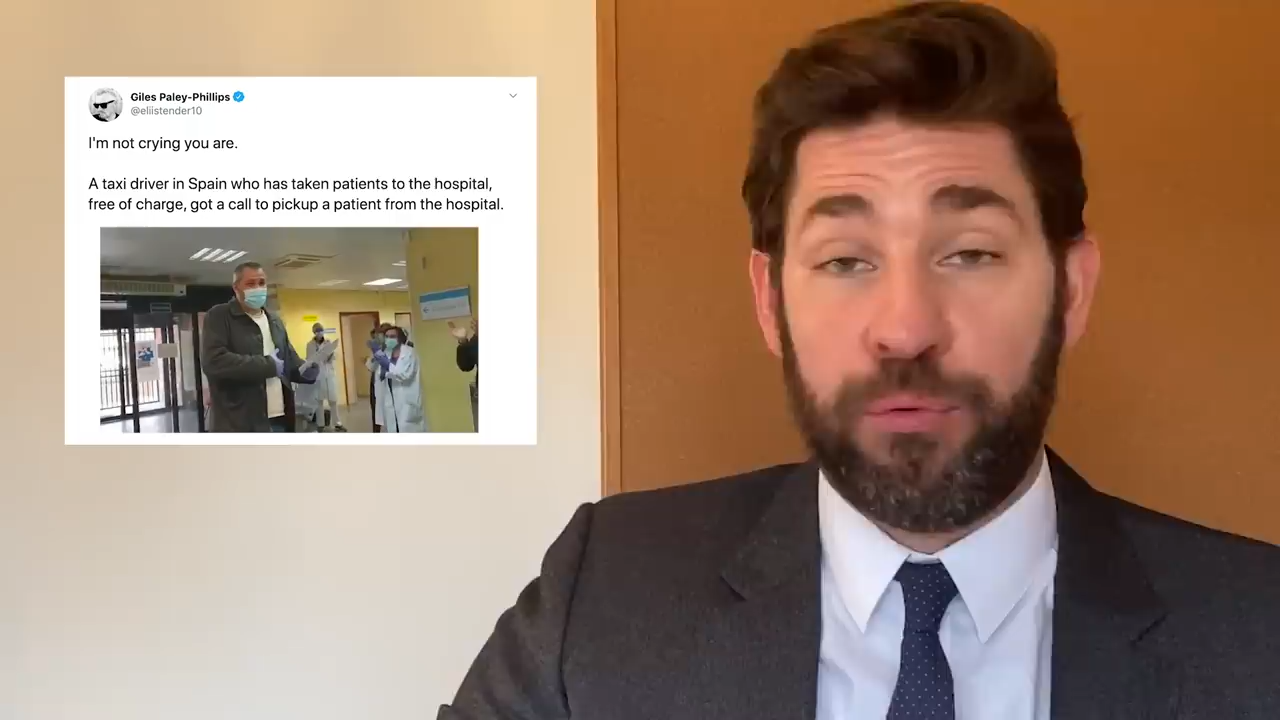 Giles Paley-Phillips
@eliistender10
I'm not crying you are.
A taxi driver in Spain who has taken patients to the hospital,
free of charge, got a call to pickup a patient from the hospital.